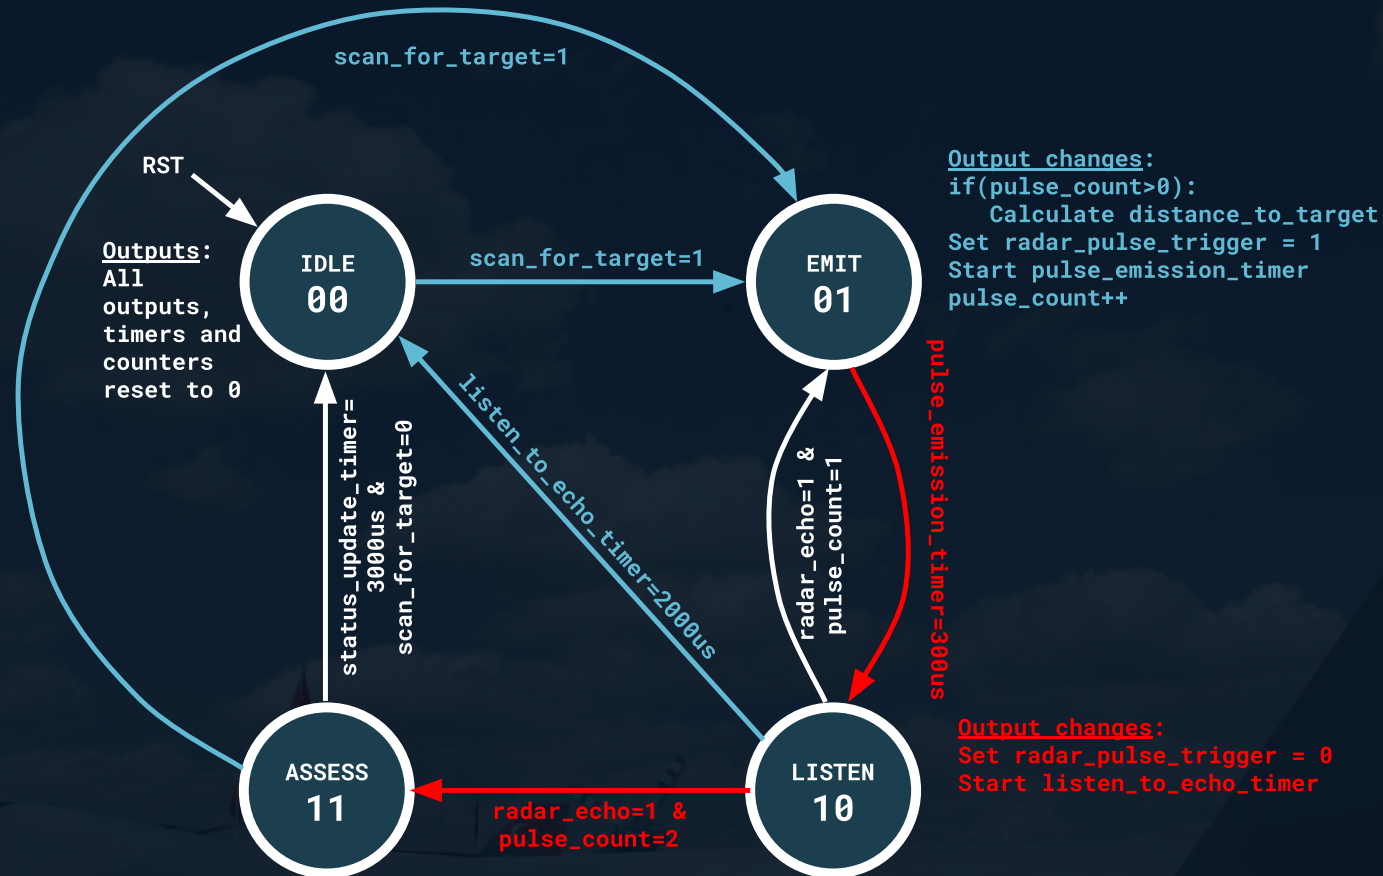 scan_for_target=1
RST
Outputs:
All
outputs,
timers and
counters
reset to 0
IDLE
00
scan_for_target=1
EMIT
01
Output changes:
if(pulse_count>0):
Calculate distance_to_target
Set radar_pulse_trigger = 1
Start pulse_emission_timer
pulse_count++
status_update_timer=
3000us &
scan_for_target=0
listen_to_echo_timer=2000us
radar_echo=1 &
pulse_count=1
pulse_emission_timer=300us
ASSESS
11
radar_echo=1 &
pulse_count=2
LISTEN
10
Output changes:
Set radar_pulse_trigger = 0
Start listen_to_echo_timer